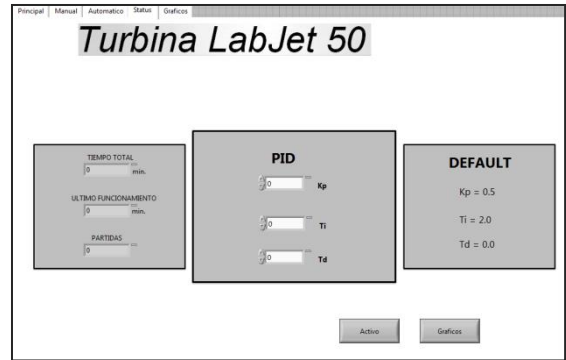 Principal Manual Automatico Status Graficos
Turbina LabJet 50
TIEMPO TOTAL
0 min.
ULTIMO FUNCIONAMIENTO
0 min.
PARTIDAS
0
PID
0 Kp
0 Ti
0 Td
DEFAULT
Kp = 0.5
Ti = 2.0
Td = 0.0
Activo Graficos